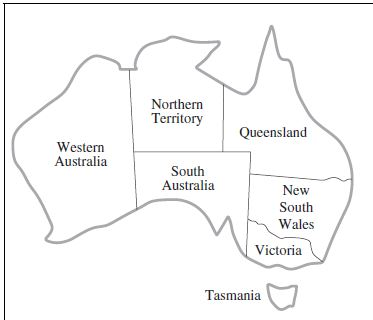 Northern
Territory
Queensland
Western
Australia
South
Australia
New
South
Wales
Victoria
Tasmania